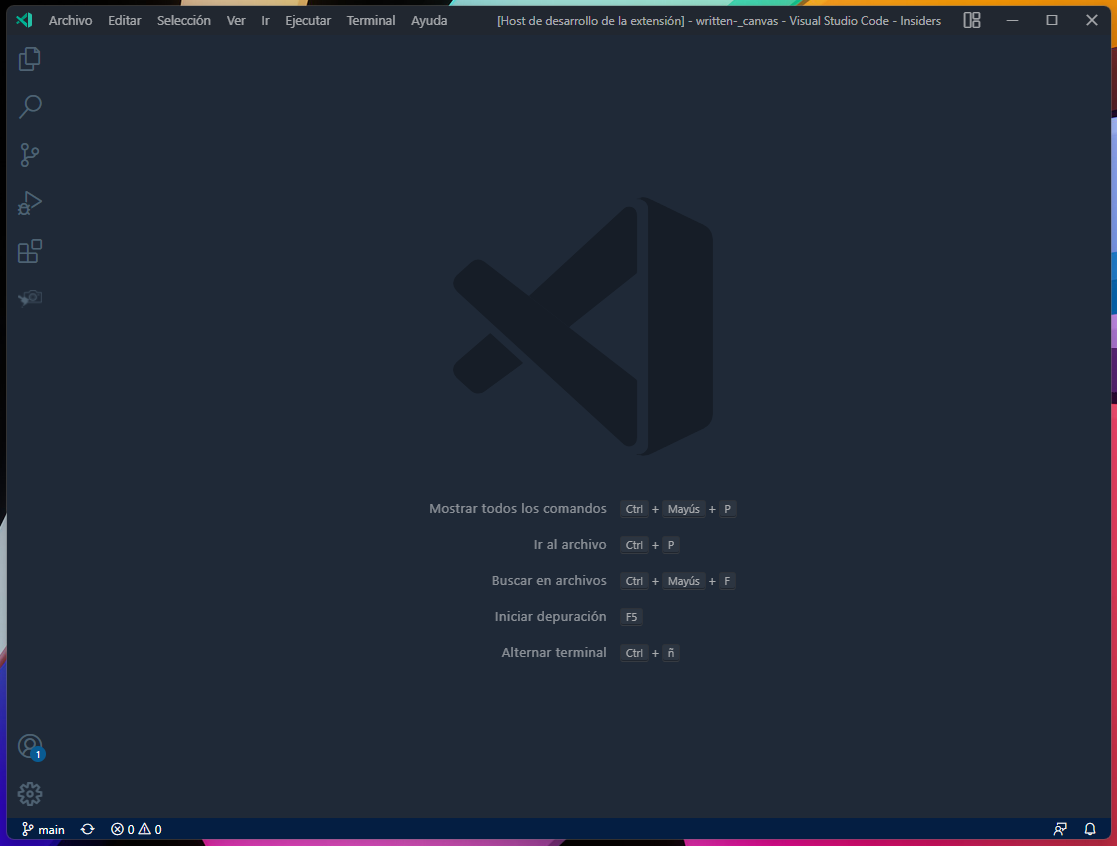 Archivo Editar Selección Ver Ir Ejecutar Terminal Ayuda [Host de desarrollo de la extensión] - written-_canvas - Visual Studio Code - Insiders
Mostrar todos los comandos Ctrl + Mayús + P
Ir al archivo Ctrl + P
Buscar en archivos Ctrl + Mayús + F
Iniciar depuración F5
Alternar terminal Ctrl + ñ
1
main 0 0